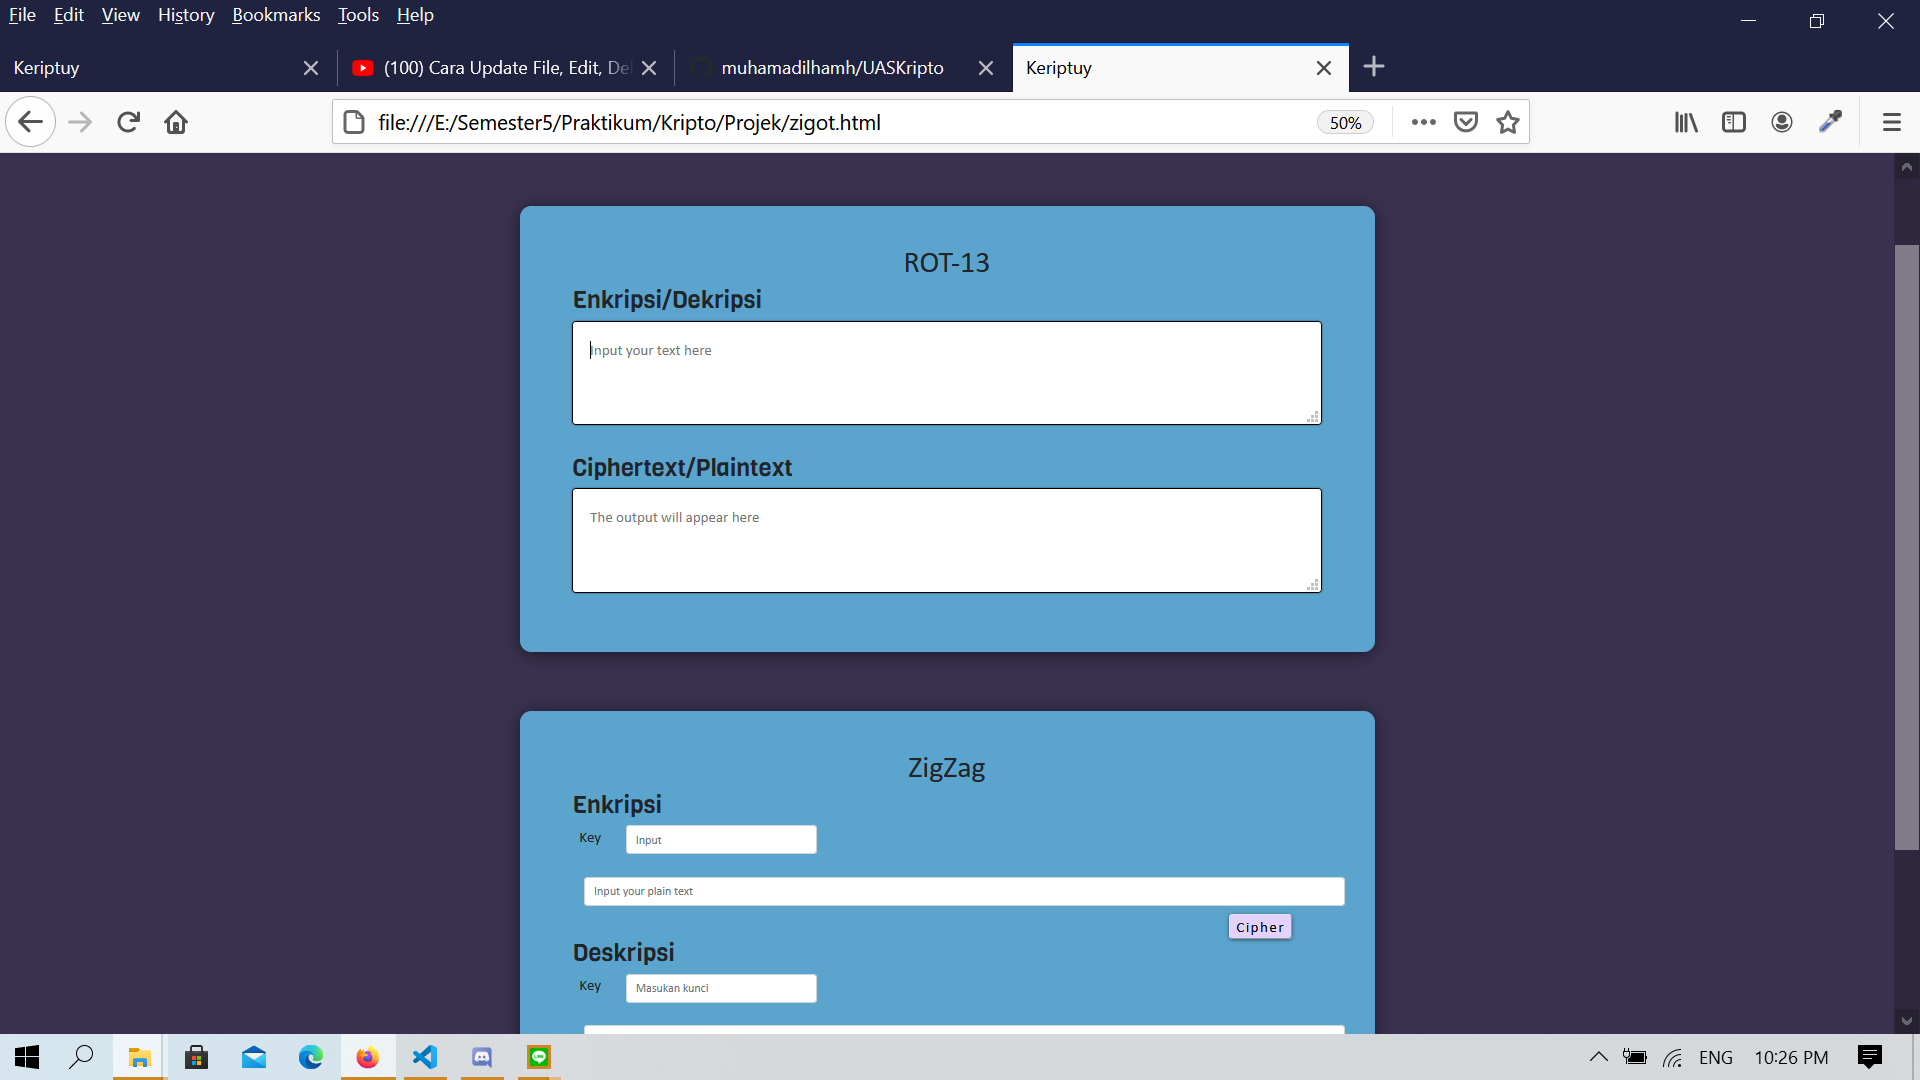 File Edit View History Bookmarks Tools Help
Keriptuy
(100) Cara Update File, Edit, Del
muhamadilhamh/UASKripto
Keriptuy
file:///E:/Semester5/Praktikum/Kripto/Projek/zigot.html
50%
ROT-13
Enkripsi/Dekripsi
Input your text here
Ciphertext/Plaintext
The output will appear here
ZigZag
Enkripsi
Key
Input
Input your plain text
Cipher
Deskripsi
Key
Masukan kunci
LINE
ENG
10:26 PM